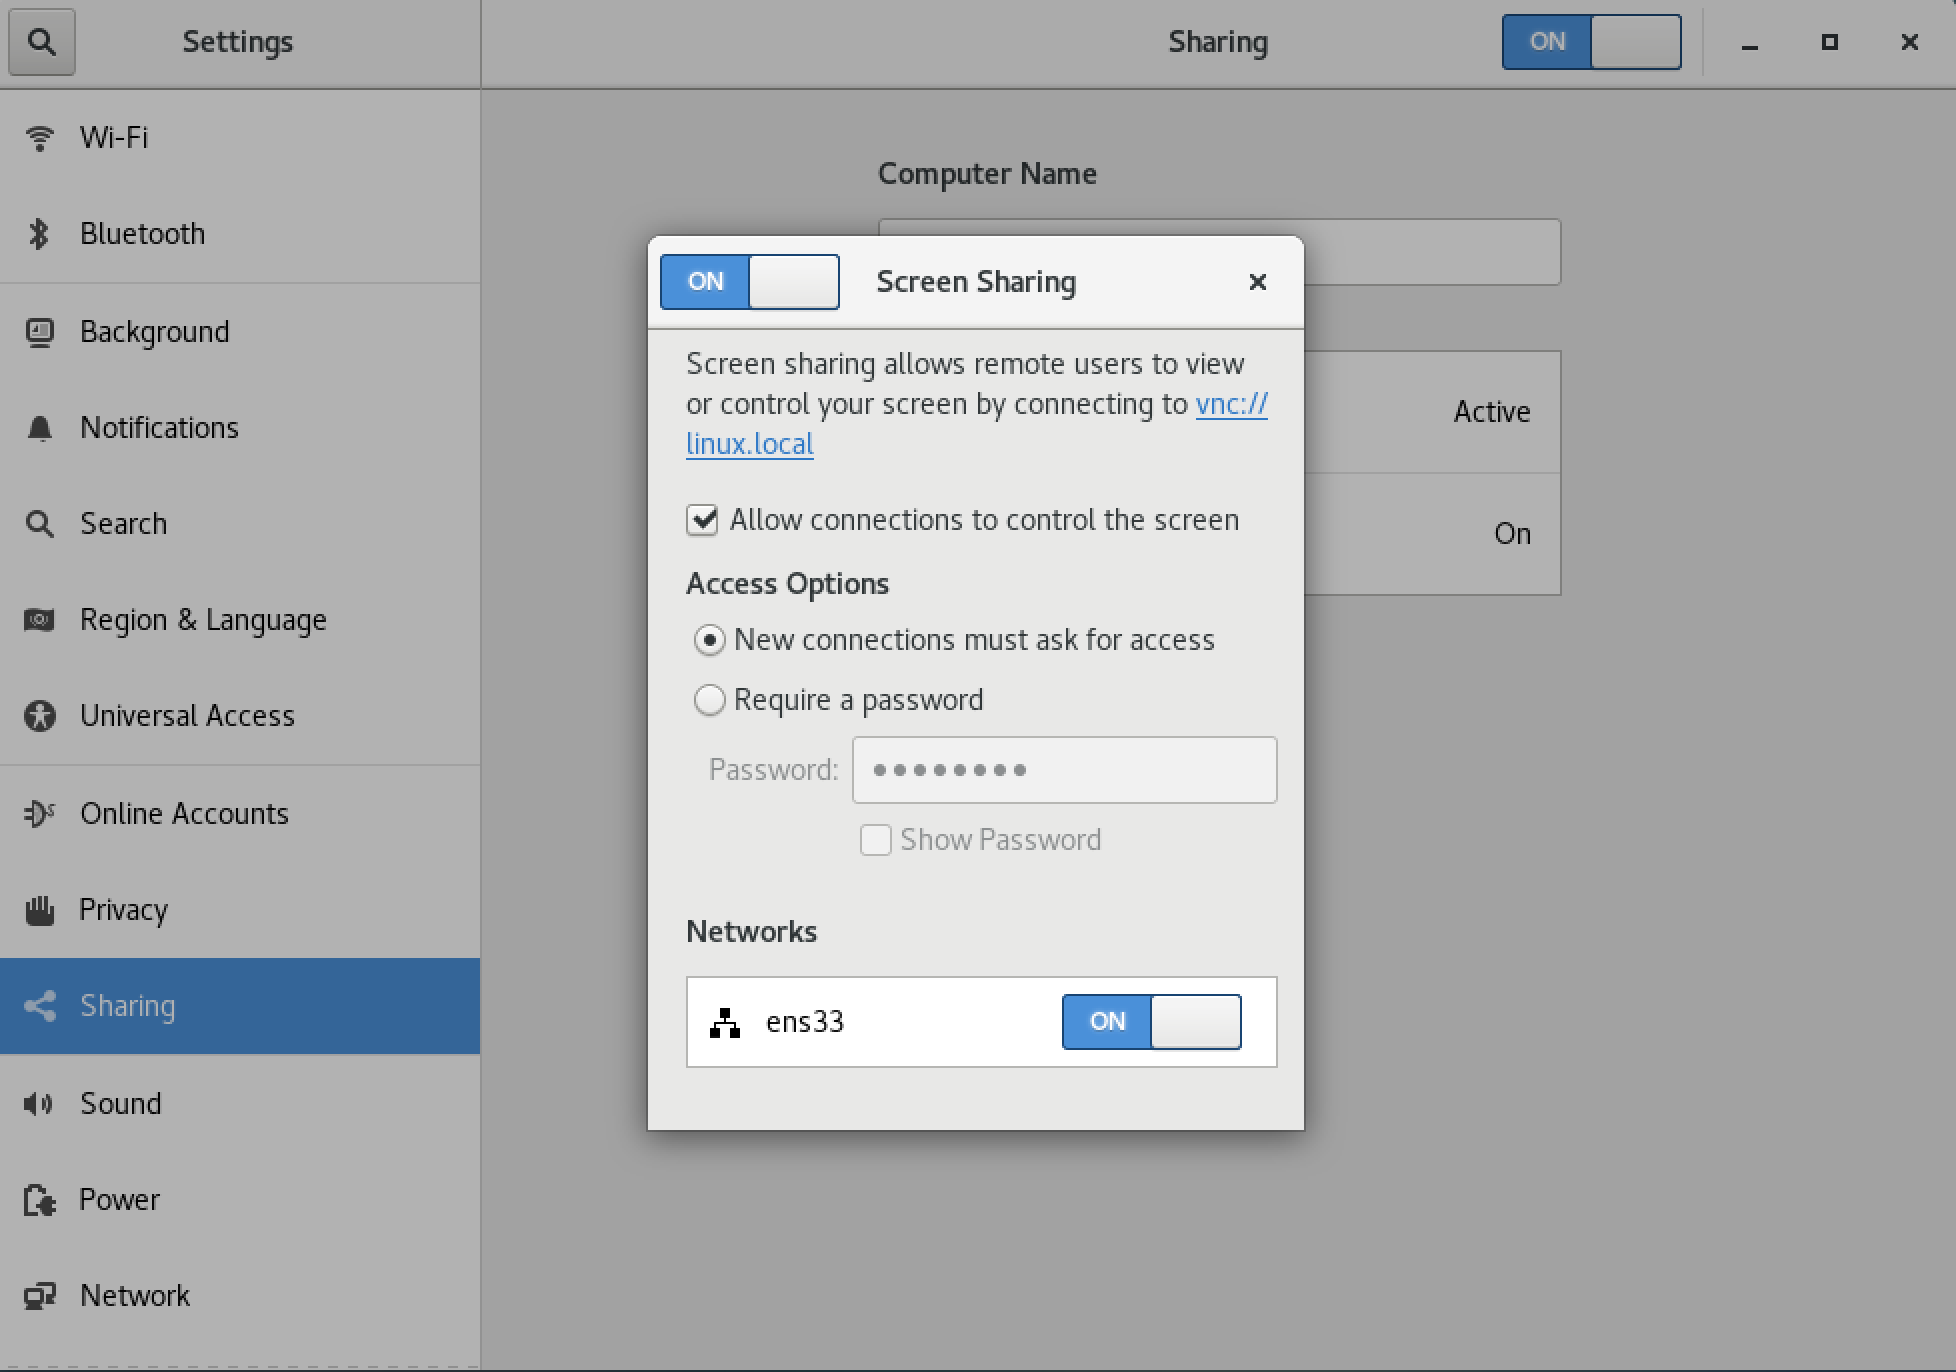 Settings
Sharing
ON
Wi-Fi
Bluetooth
Background
Notifications
Search
Region & Language
Universal Access
Online Accounts
Privacy
Sharing
Sound
Power
Network
Computer Name
Active
On
ON
Screen Sharing
Screen sharing allows remote users to view
or control your screen by connecting to vnc://
linux.local
Allow connections to control the screen
Access Options
New connections must ask for access
Require a password
Password: ●●●●●●●●
Show Password
Networks
ens33
ON